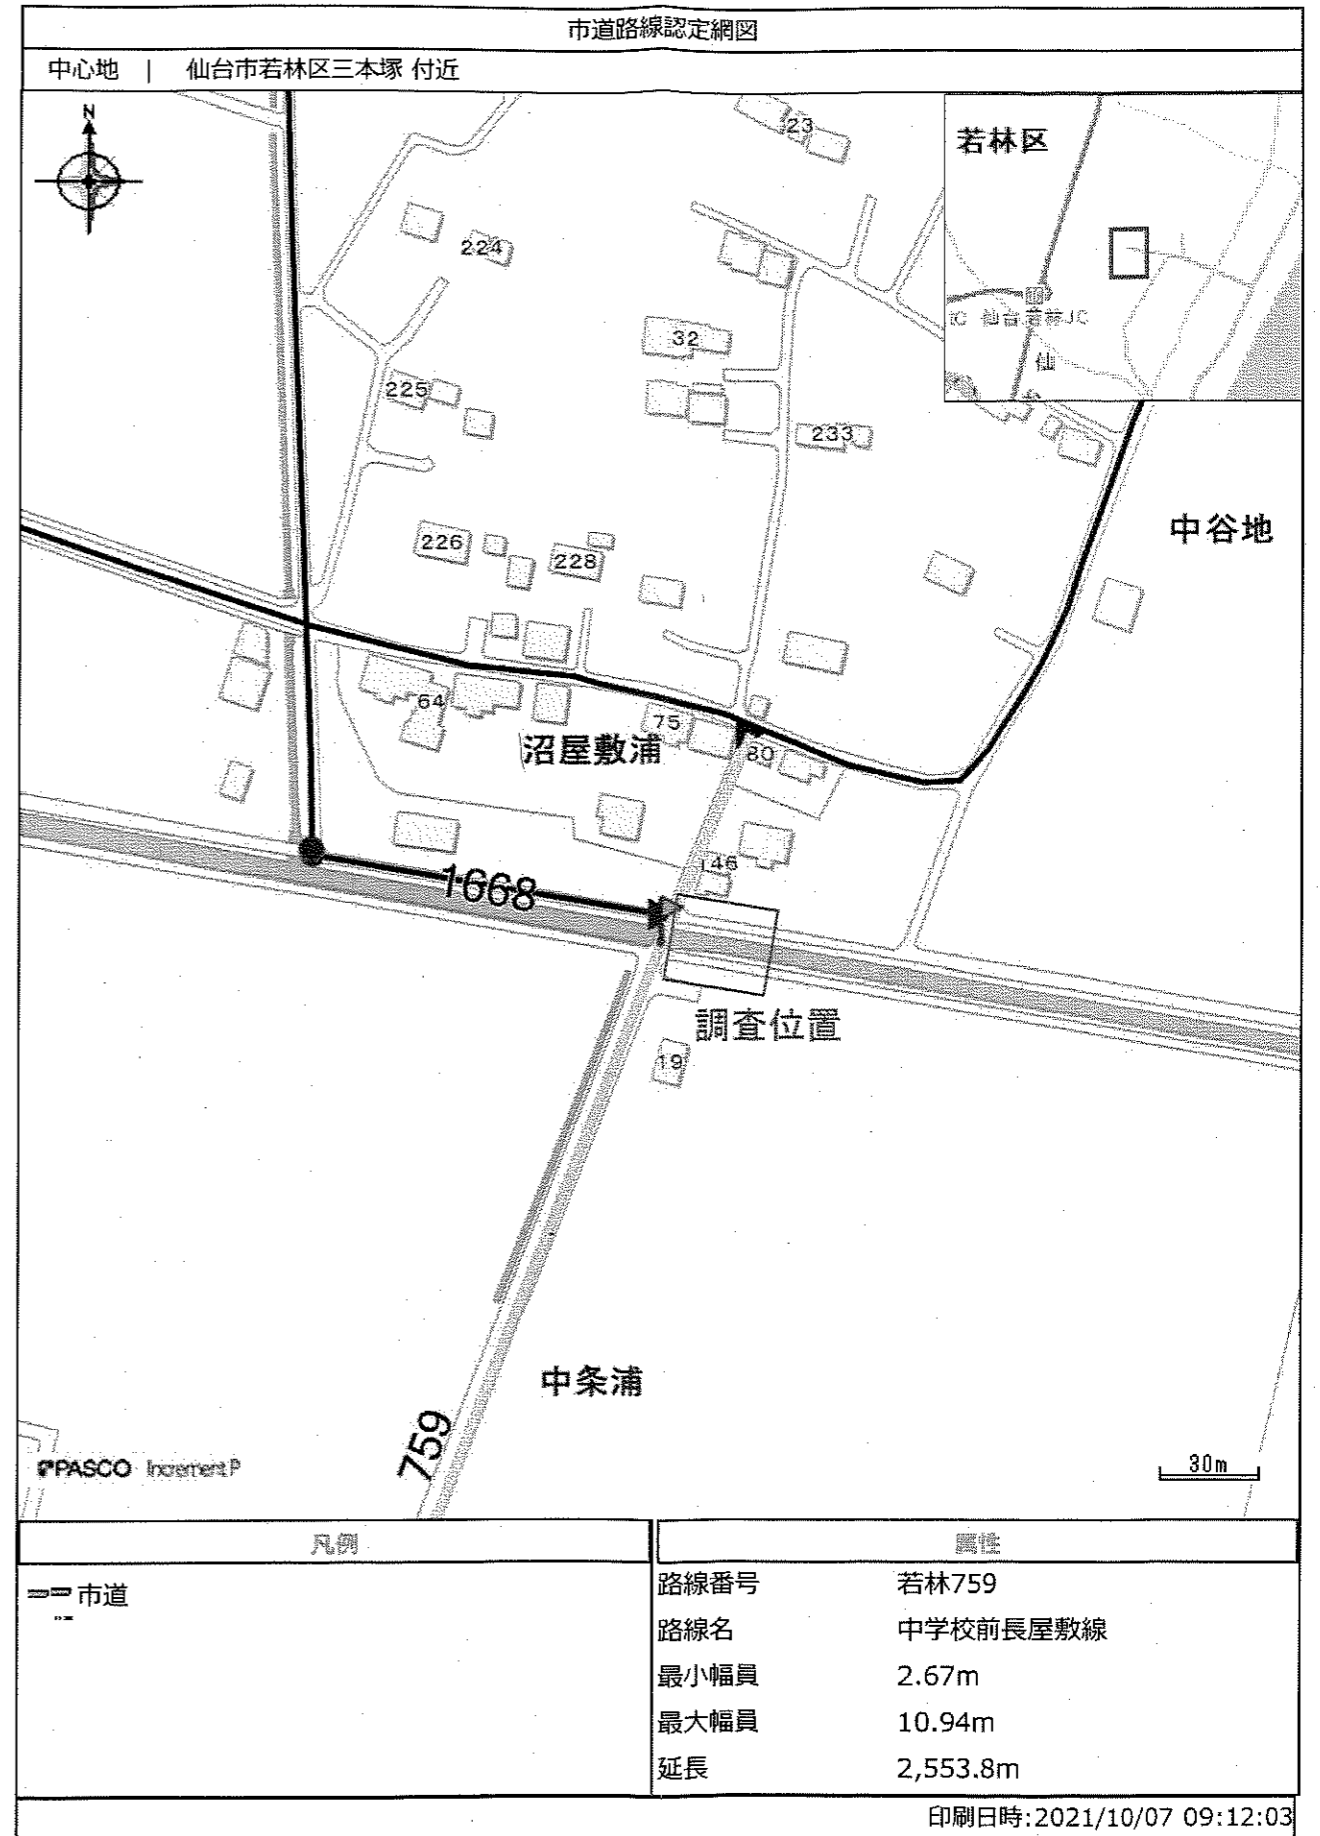 市道路線認定網図
中心地 | 仙台市若林区三本塚 付近
N
23
若林区
224
32
仙台若林JC
仙
225
233
226
228
中谷地
64
75
沼屋敷浦
80
146
1668
調査位置
19
中条浦
759
PASCO IncrementP
30m
凡例
属性
市道
路線番号 若林759
路線名 中学校前長屋敷線
最小幅員 2.67m
最大幅員 10.94m
延長 2,553.8m
印刷日時:2021/10/07 09:12:03